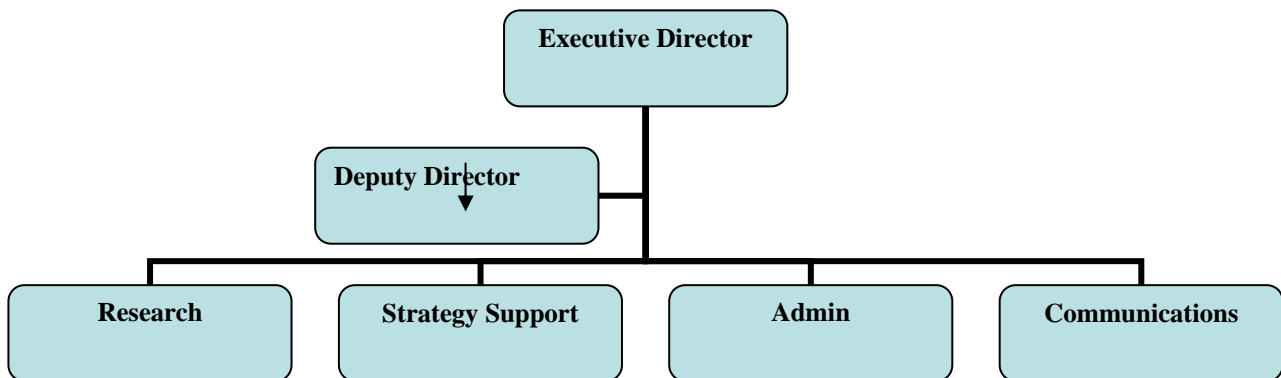 Executive Director
Deputy Director
Research
Strategy Support
Admin
Communications